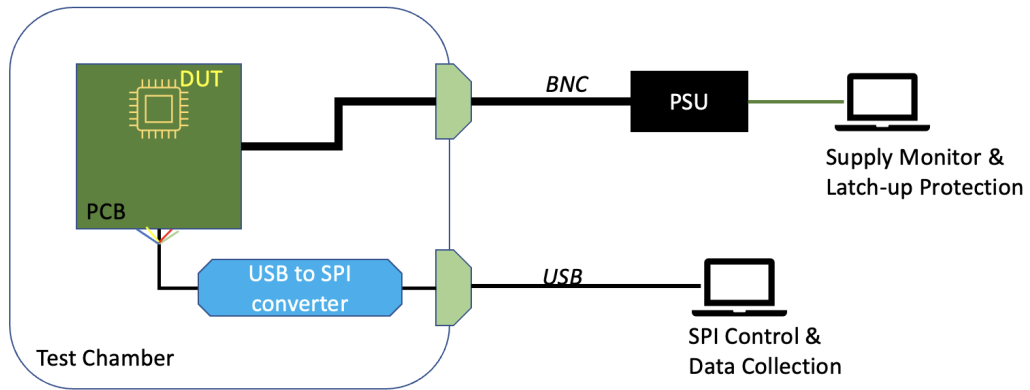 DUT
BNC
PSU
Supply Monitor &
Latch-up Protection
PCB
USB to SPI
converter
USB
SPI Control &
Data Collection
Test Chamber